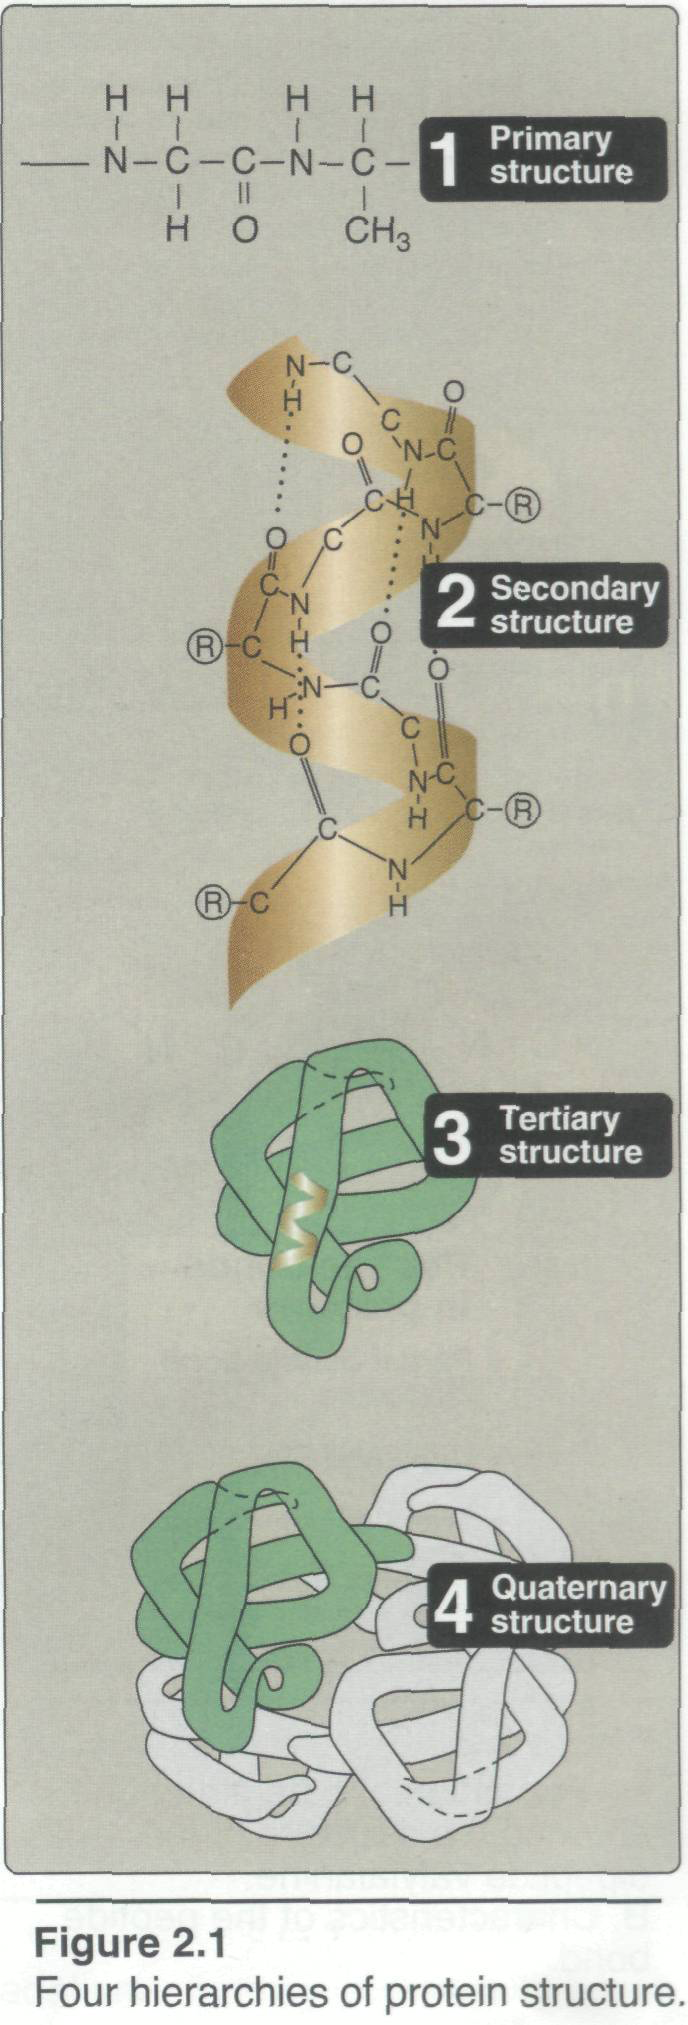 H H H H
— N–C–C–N–C–
H O CH₃
1 Primary
structure
N–C
O
H
C
O N–C
C H C–R
N
O C
C
N
2 Secondary
structure
O
R–C H
O
H N–C
C
O
N–C
H C–R
C
N
R–C H
3 Tertiary
structure
4 Quaternary
structure
Figure 2.1
Four hierarchies of protein structure.